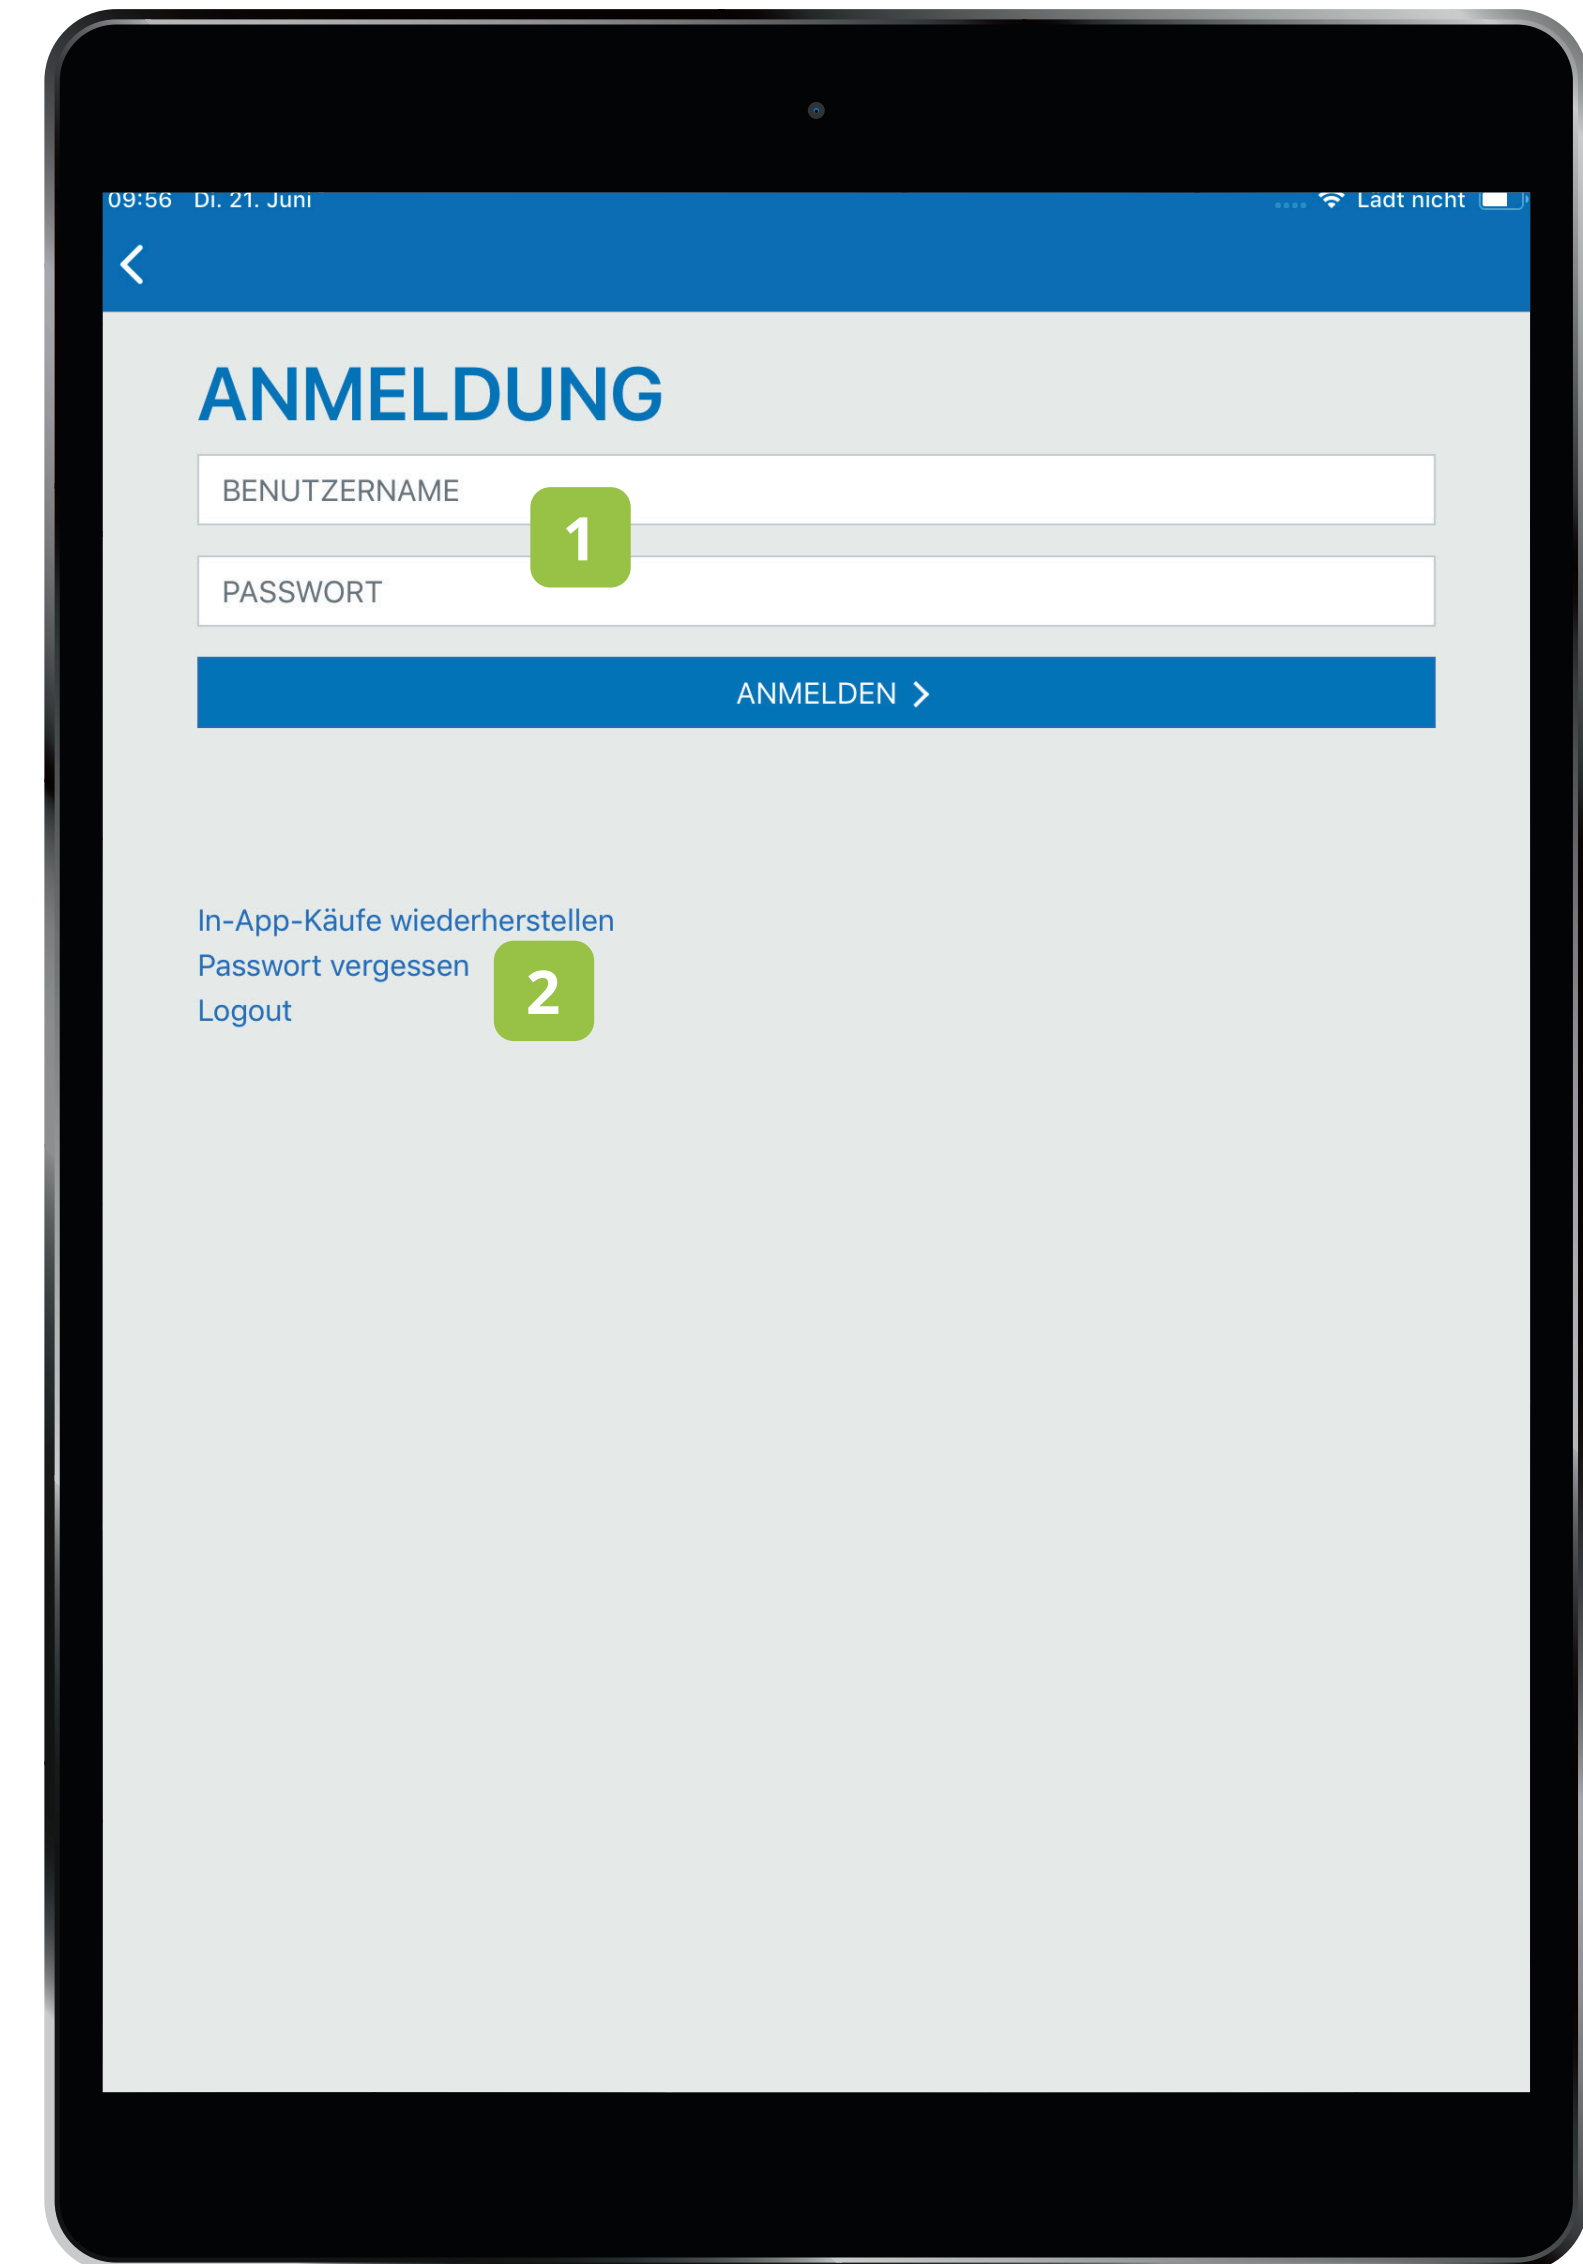 09:56 Di. 21. Juni Lädt nicht
ANMELDUNG
BENUTZERNAME
1
PASSWORT
ANMELDEN
In-App-Käufe wiederherstellen
Passwort vergessen
2
Logout